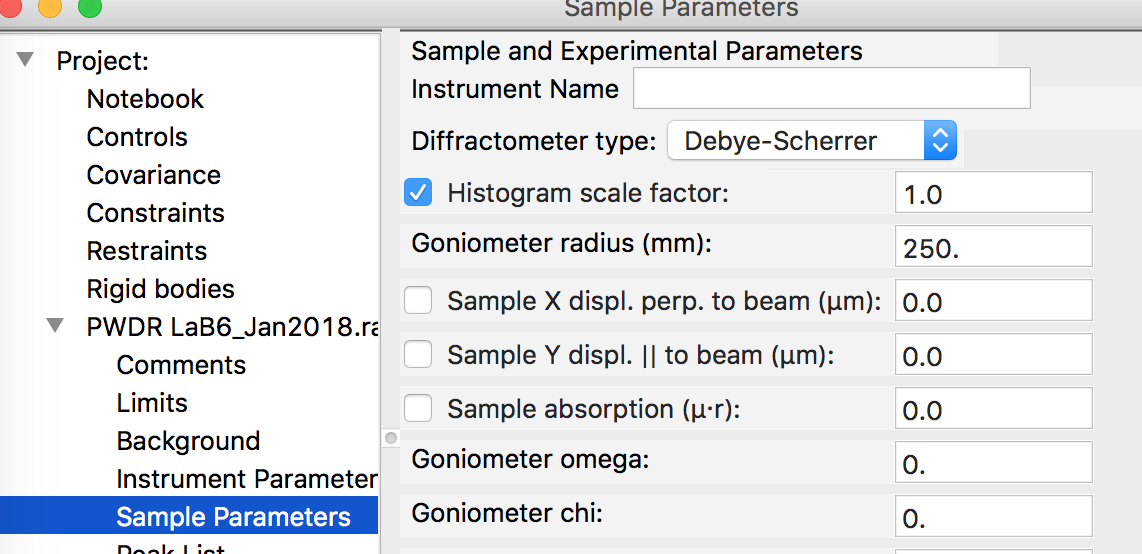 Sample Parameters
Project:
Notebook
Controls
Covariance
Constraints
Restraints
Rigid bodies
PWDR LaB6_Jan2018.ra
Comments
Limits
Background
Instrument Parameter
Sample Parameters
Peak List
Sample and Experimental Parameters
Instrument Name
Diffractometer type: Debye-Scherrer
Histogram scale factor: 1.0
Goniometer radius (mm): 250.
Sample X displ. perp. to beam (µm): 0.0
Sample Y displ. || to beam (µm): 0.0
Sample absorption (µ·r): 0.0
Goniometer omega: 0.
Goniometer chi: 0.